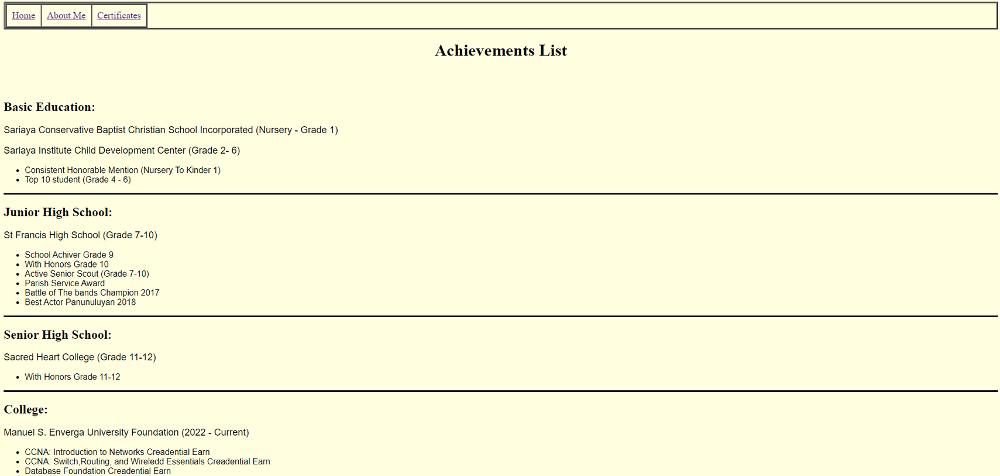 Home About Me Certificates
Achievements List
Basic Education:
Sariaya Conservative Baptist Christian School Incorporated (Nursery - Grade 1)
Sariaya Institute Child Development Center (Grade 2- 6)
Consistent Honorable Mention (Nursery To Kinder 1)
Top 10 student (Grade 4 - 6)
Junior High School:
St Francis High School (Grade 7-10)
School Achiver Grade 9
With Honors Grade 10
Active Senior Scout (Grade 7-10)
Parish Service Award
Battle of The bands Champion 2017
Best Actor Panunuluyan 2018
Senior High School:
Sacred Heart College (Grade 11-12)
With Honors Grade 11-12
College:
Manuel S. Enverga University Foundation (2022 - Current)
CCNA: Introduction to Networks Creadential Earn
CCNA: Switch,Routing, and Wireledd Essentials Creadential Earn
Database Foundation Creadential Earn